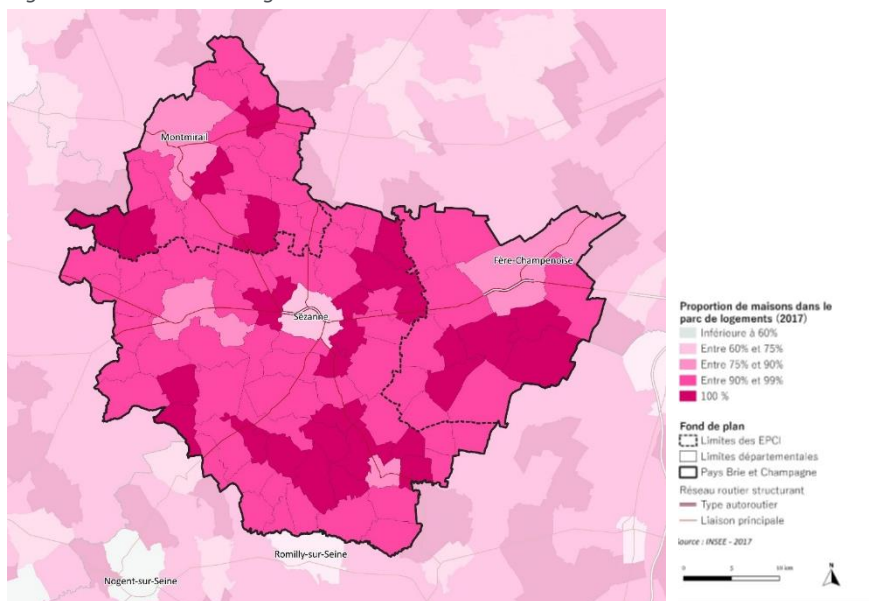 Montmirail
Fère-Champenoise
Sézanne
Romilly-sur-Seine
Nogent-sur-Seine
Proportion de maisons dans le
parc de logements (2017)
Inférieure à 60%
Entre 60% et 75%
Entre 75% et 90%
Entre 90% et 99%
100 %
Fond de plan
Limites des EPCI
Limites départementales
Pays Brie et Champagne
Réseau routier structurant
Type autoroutier
Liaison principale
Source : INSEE - 2017
0 5 10 km
N